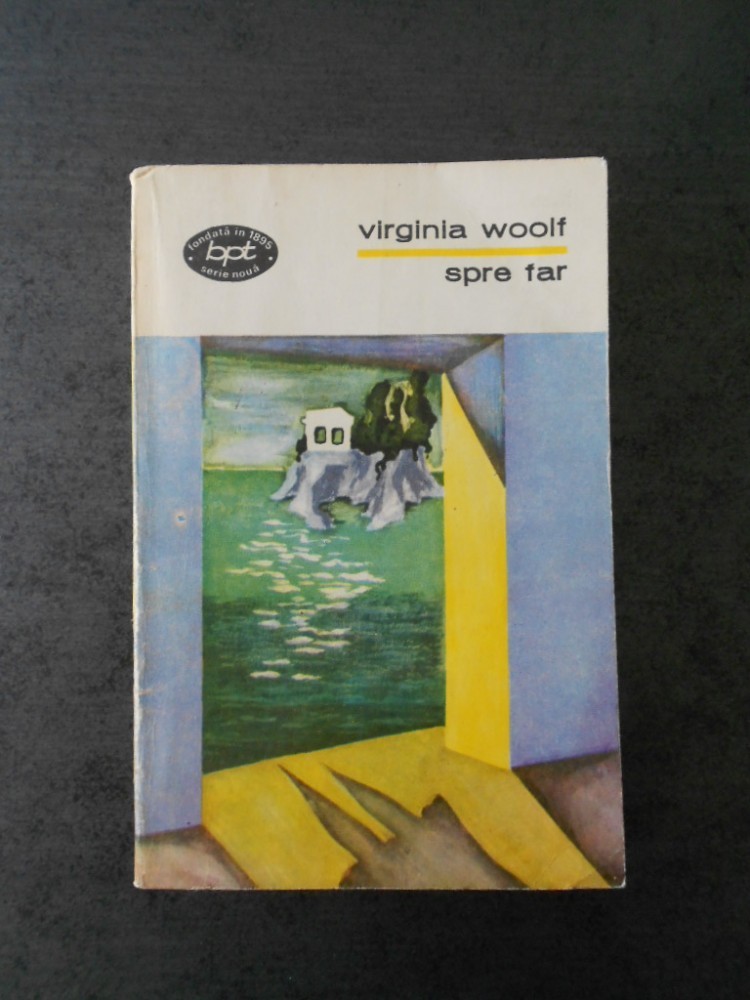 fondată în 1895
bpt
serie nouă
virginia woolf
spre far